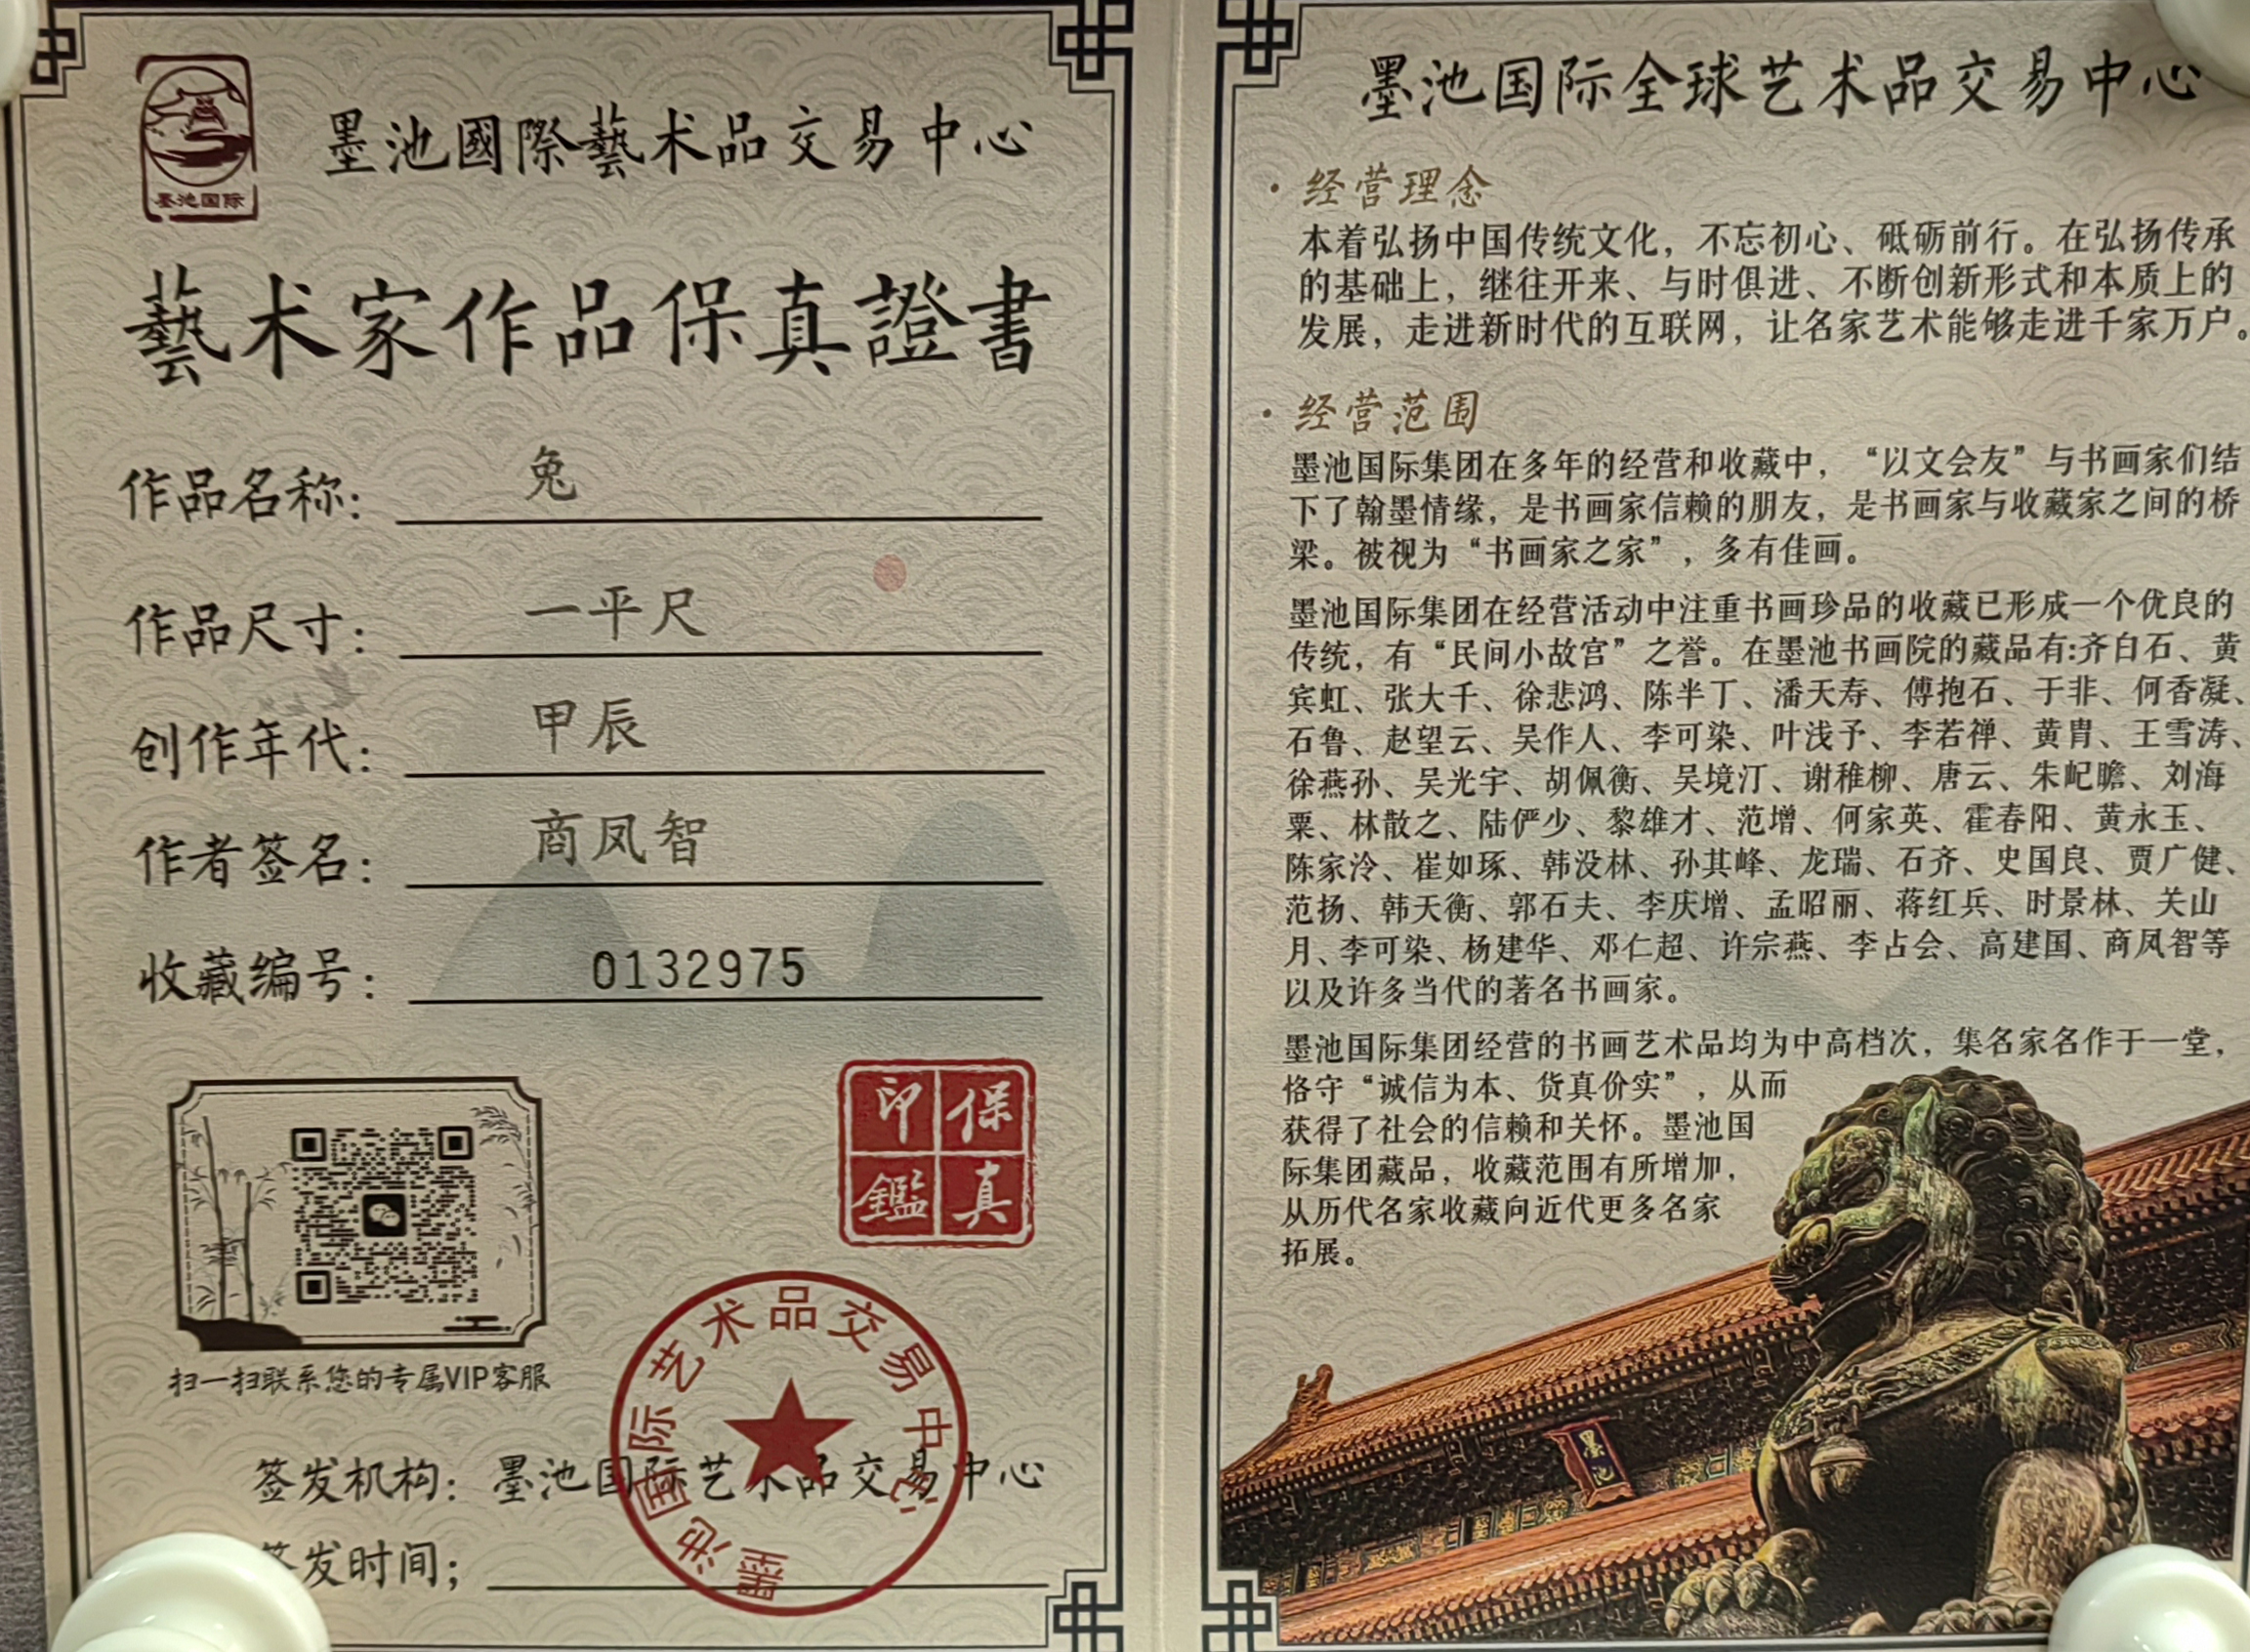 墨池国际
墨池國際藝术品交易中心
藝术家作品保真證書
作品名称: 兔
作品尺寸: 一平尺
创作年代: 甲辰
作者签名: 商凤智
收藏编号: 0132975
印保
鑑真
扫一扫联系您的专属VIP客服
墨池国际艺术品交易中心
签发机构: 墨池国际艺术品交易中心
签发时间;
墨池国际全球艺术品交易中心
·经营理念
本着弘扬中国传统文化，不忘初心、砥砺前行。在弘扬传承
的基础上，继往开来、与时俱进、不断创新形式和本质上的
发展，走进新时代的互联网，让名家艺术能够走进千家万户。
·经营范围
墨池国际集团在多年的经营和收藏中，“以文会友”与书画家们结
下了翰墨情缘，是书画家信赖的朋友，是书画家与收藏家之间的桥
梁。被视为“书画家之家”，多有佳画。
墨池国际集团在经营活动中注重书画珍品的收藏已形成一个优良的
传统，有“民间小故宫”之誉。在墨池书画院的藏品有:齐白石、黄
宾虹、张大千、徐悲鸿、陈半丁、潘天寿、傅抱石、于非、何香凝、
石鲁、赵望云、吴作人、李可染、叶浅予、李若禅、黄胄、王雪涛、
徐燕孙、吴光宇、胡佩衡、吴境汀、谢稚柳、唐云、朱屺瞻、刘海
粟、林散之、陆俨少、黎雄才、范增、何家英、霍春阳、黄永玉、
陈家泠、崔如琢、韩没林、孙其峰、龙瑞、石齐、史国良、贾广健、
范扬、韩天衡、郭石夫、李庆增、孟昭丽、蒋红兵、时景林、关山
月、李可染、杨建华、邓仁超、许宗燕、李占会、高建国、商凤智等
以及许多当代的著名书画家。
墨池国际集团经营的书画艺术品均为中高档次，集名家名作于一堂，
恪守“诚信为本、货真价实”，从而
获得了社会的信赖和关怀。墨池国
际集团藏品，收藏范围有所增加，
从历代名家收藏向近代更多名家
拓展。
墨池